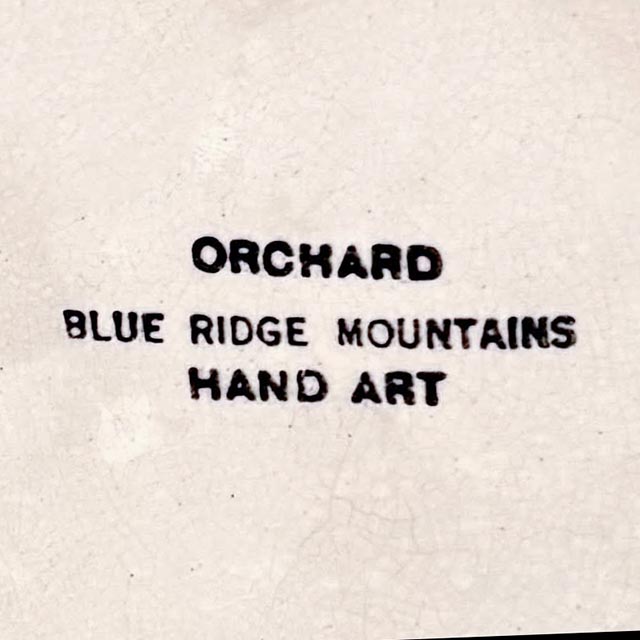 ORCHARD
BLUE RIDGE MOUNTAINS
HAND ART